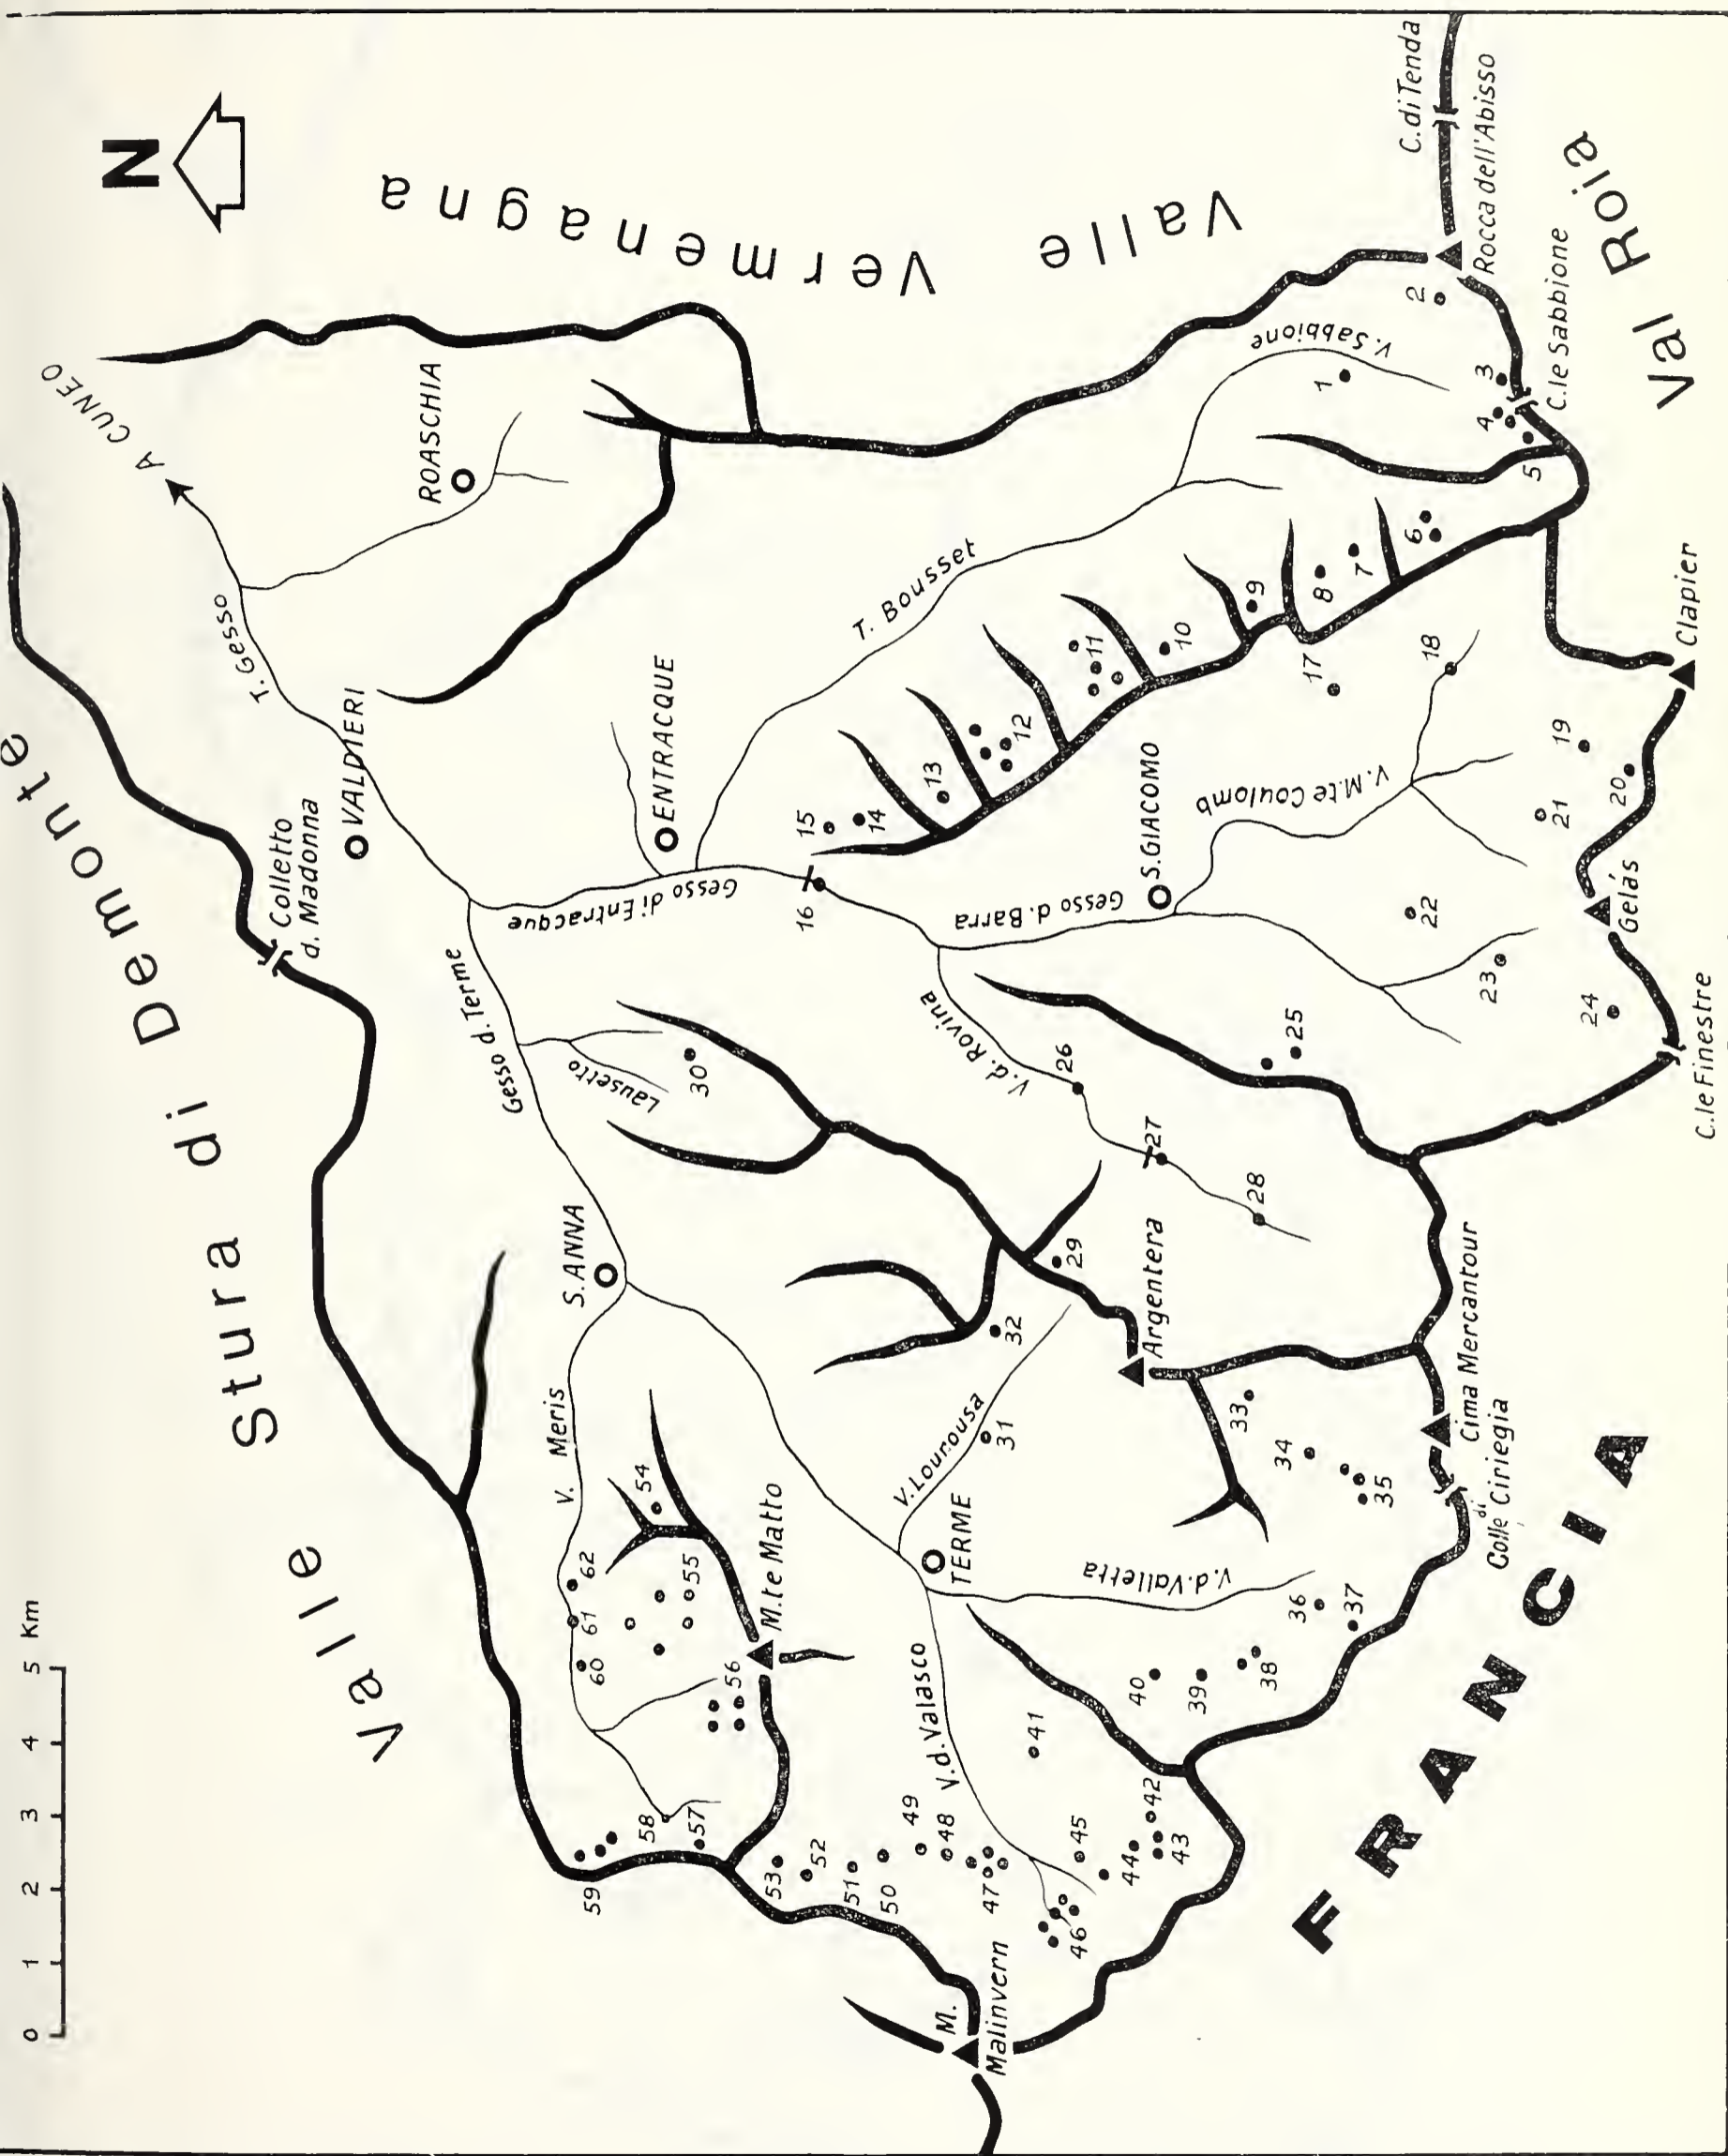 N
0 1 2 3 4 5 Km
Valle Stura di Demonte
Valle Vermenagna
Val Roia
FRANCIA
A CUNEO
T. Gesso
ROASCHIA
VALDIERI
Colletto
d. Madonna
ENTRACQUE
T. Bousset
Gesso di Entracque
Gesso d. Terme
Lausetto
Gesso d. Barra
S. GIACOMO
V. M.te Coulomb
V. d. Rovina
V. Sabbione
C. di Tenda
Rocca dell'Abisso
C. le Sabbione
Clapier
Gelás
C. le Finestre
S. ANNA
V. Meris
M. te Matto
V. Lourousa
TERME
V. d. Valletta
V. d. Valasco
Argentera
Cima Mercantour
di
Colle Ciriegia
M.
Malinvern
1
2
3
4
5
6
7
8
9
10
11
12
13
14
15
16
17
18
19
20
21
22
23
24
25
26
27
28
29
30
31
32
33
34
35
36
37
38
39
40
41
42
43
44
45
46
47
48
49
50
51
52
53
54
55
56
57
58
59
60
61
62